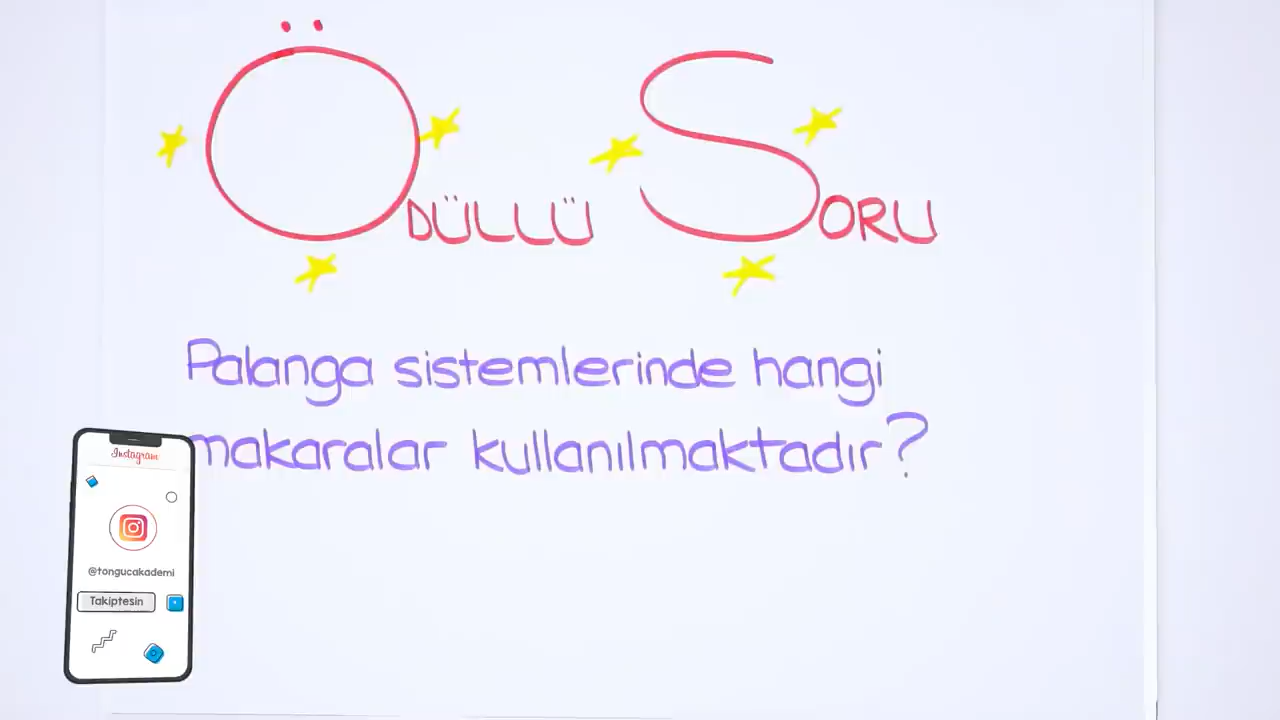 ÖDÜLLÜ SORU
Palanga sistemlerinde hangi
makaralar kullanılmaktadır?
Instagram
@tongucakademi
Takiptesin